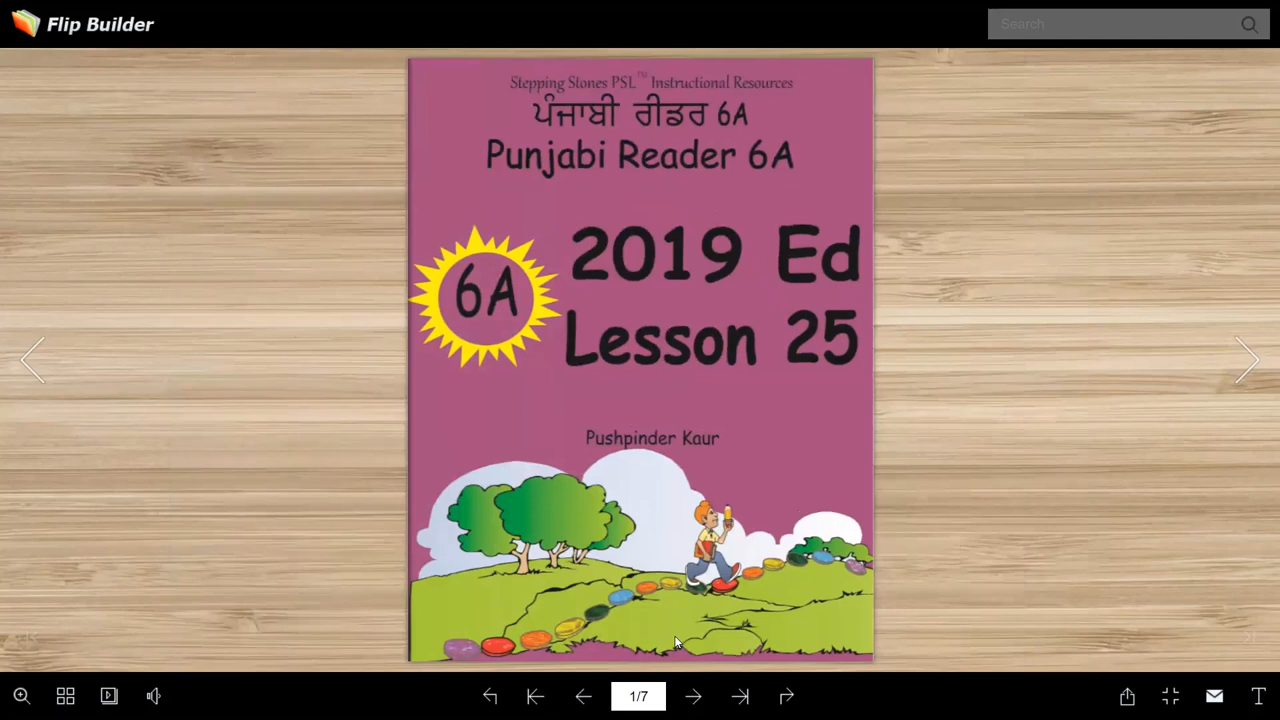 Flip Builder
Search
Stepping Stones PSL™ Instructional Resources
ਪੰਜਾਬੀ ਰੀਡਰ 6A
Punjabi Reader 6A
6A
2019 Ed
Lesson 25
Pushpinder Kaur
1/7